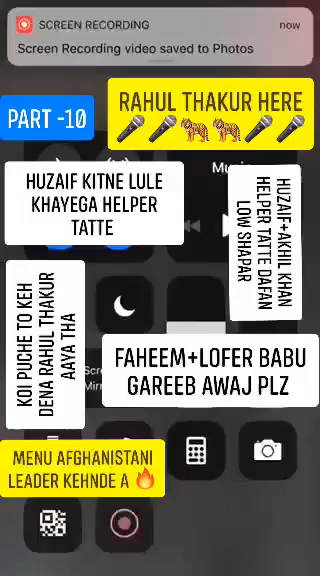 SCREEN RECORDING
now
Screen Recording video saved to Photos
PART -10
RAHUL THAKUR HERE
🎤🎤🐅🐅🎤🎤
HUZAIF KITNE LULE
KHAYEGA HELPER
TATTE
HUZAIF+AKHIL KHAN
HELPER TATTE DAFAN
LOW SHAPAR
KOI PUCHE TO KEH
DENA RAHUL THAKUR
AAYA THA
FAHEEM+LOFER BABU
GAREEB AWAJ PLZ
MENU AFGHANISTANI
LEADER KEHNDE A 🔥